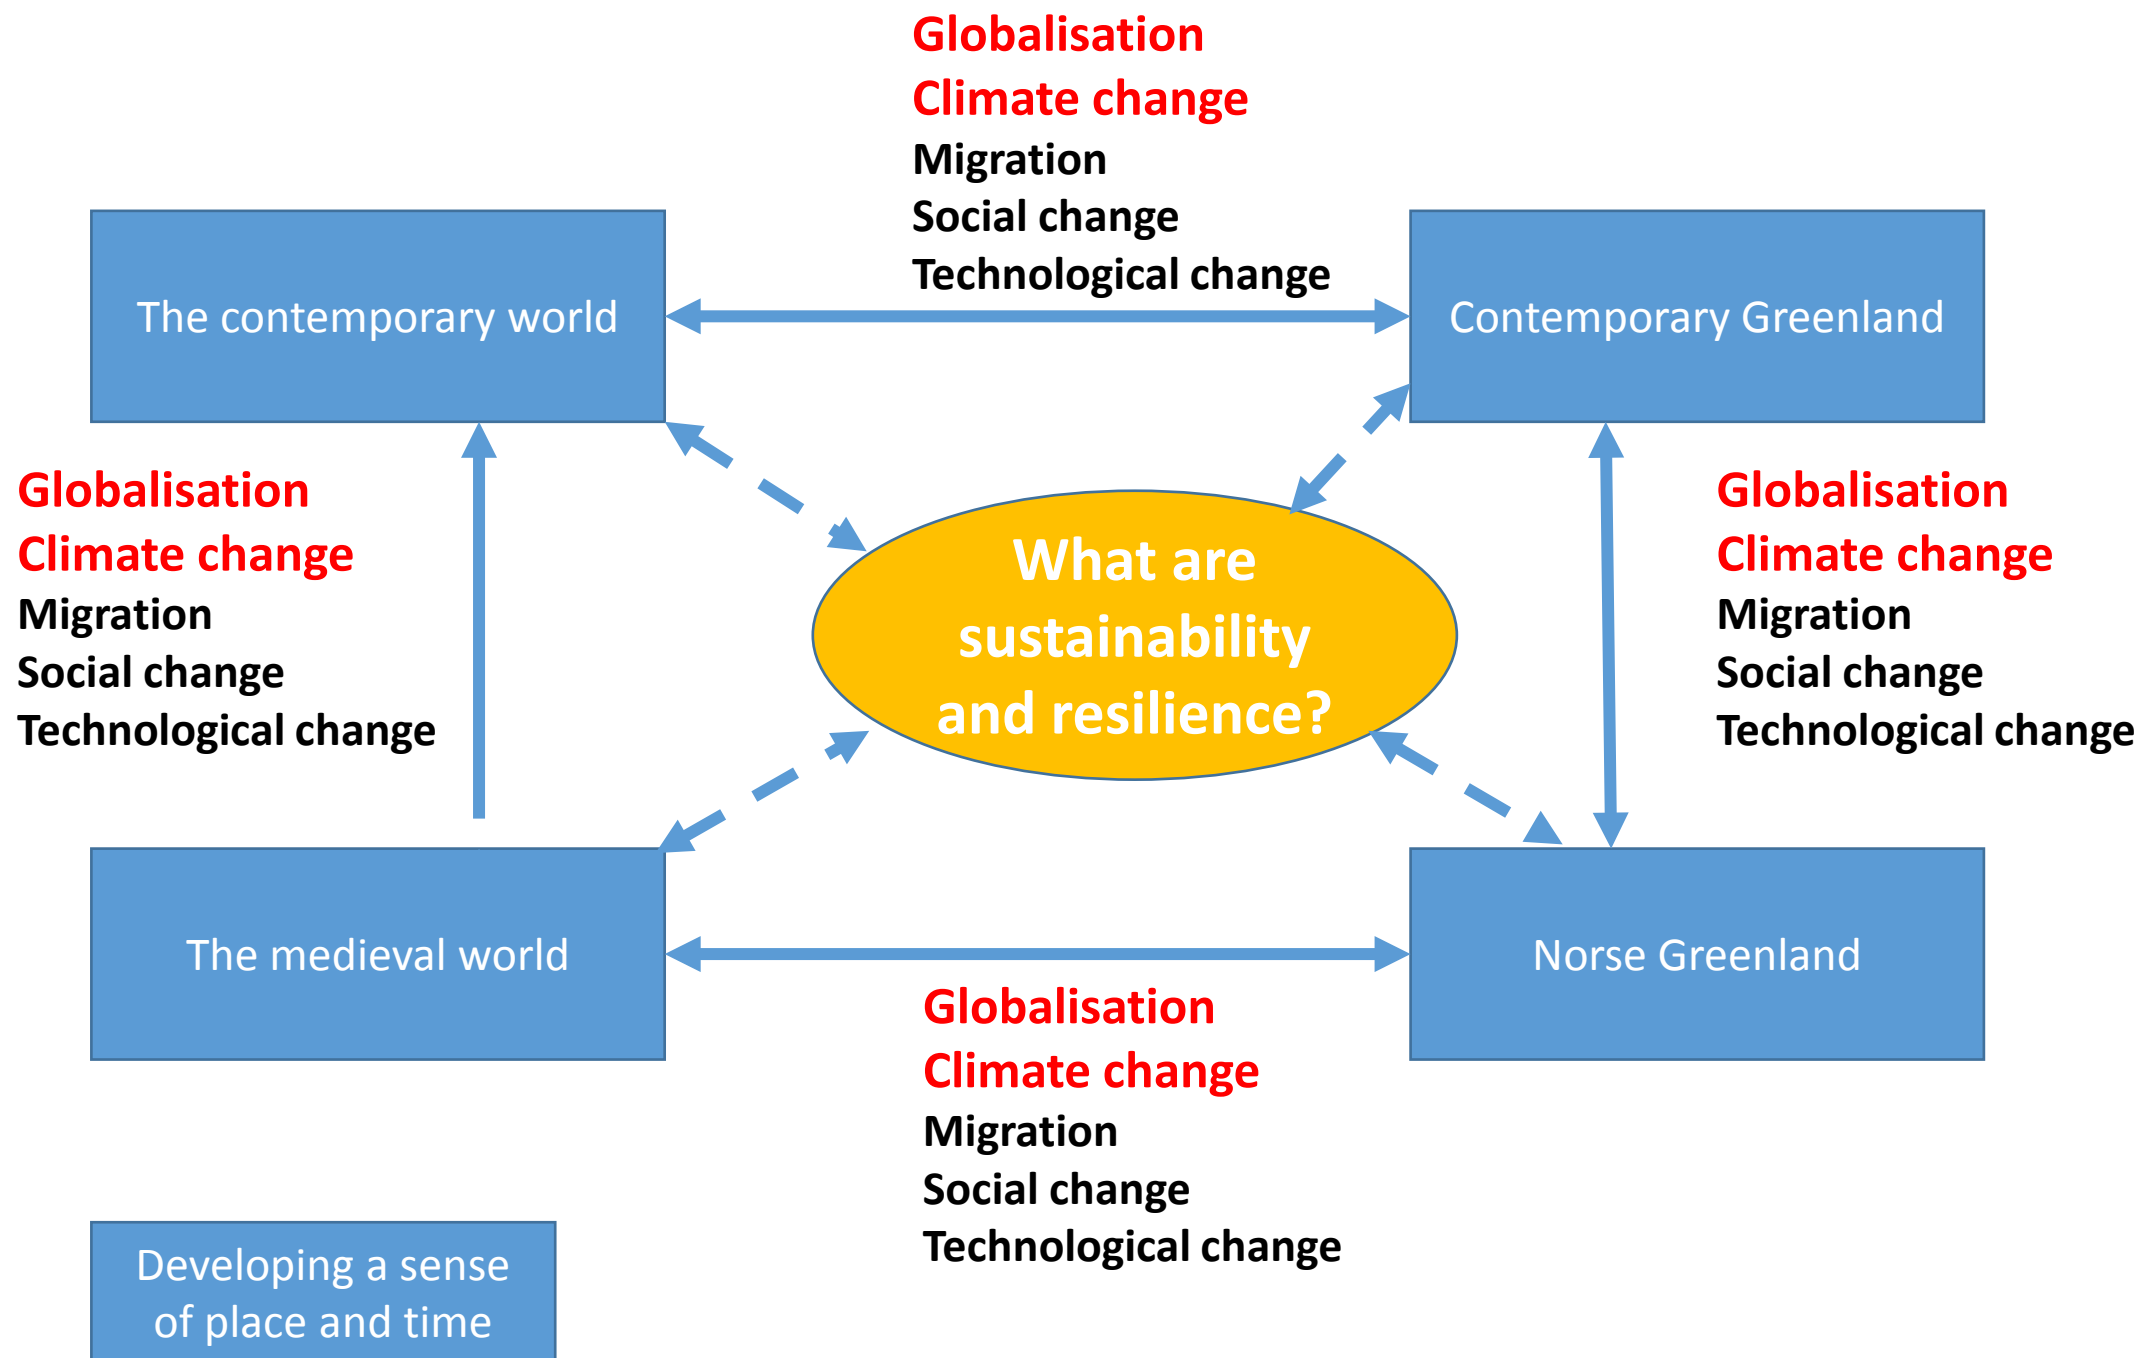 Globalisation
Climate change
Migration
Social change
Technological change
The contemporary world
Contemporary Greenland
Globalisation
Climate change
Migration
Social change
Technological change
What are
sustainability
and resilience?
Globalisation
Climate change
Migration
Social change
Technological change
The medieval world
Norse Greenland
Globalisation
Climate change
Migration
Social change
Technological change
Developing a sense
of place and time